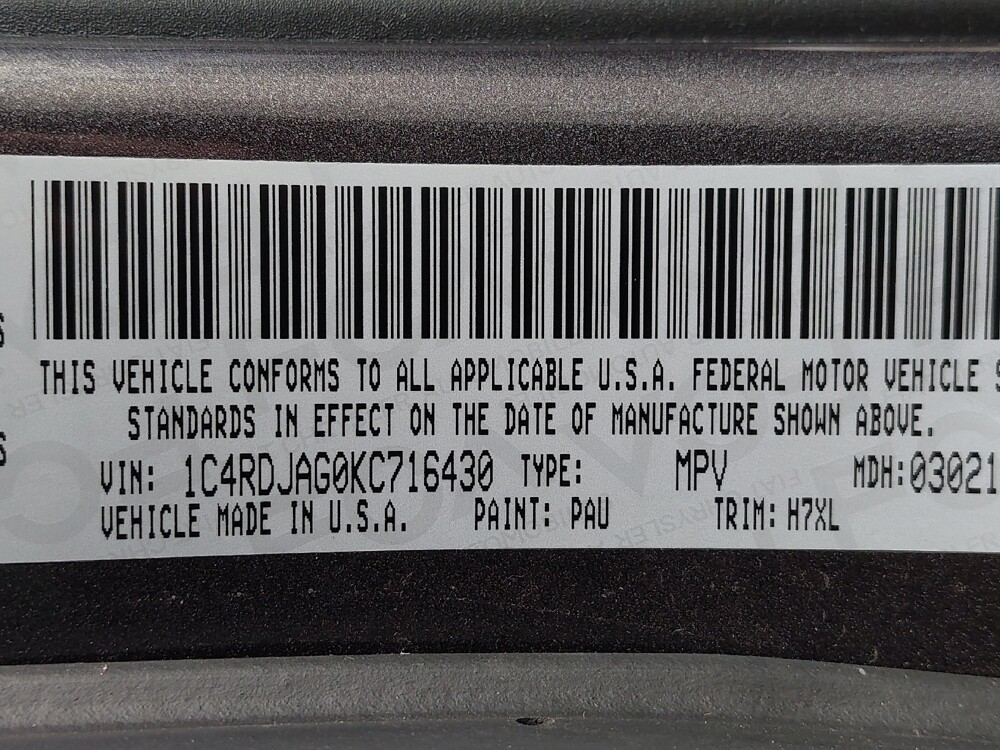 THIS VEHICLE CONFORMS TO ALL APPLICABLE U.S.A. FEDERAL MOTOR VEHICLE
STANDARDS IN EFFECT ON THE DATE OF MANUFACTURE SHOWN ABOVE.
VIN: 1C4RDJAG0KC716430 TYPE: MPV MDH:03021
VEHICLE MADE IN U.S.A. PAINT: PAU TRIM: H7XL